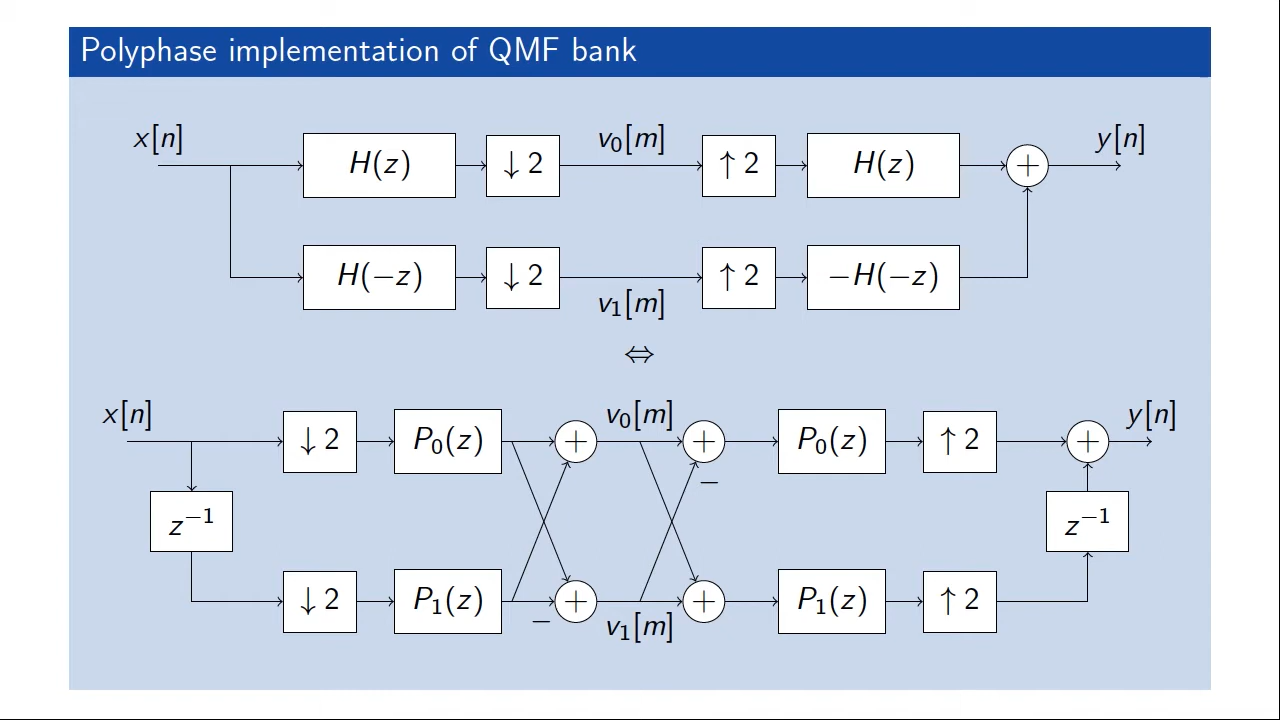 Polyphase implementation of QMF bank
x[n] H(z) ↓ 2 v₀[m] ↑ 2 H(z) + y[n]
H(−z) ↓ 2 v₁[m] ↑ 2 −H(−z)
⇔
x[n] ↓ 2 P₀(z) + v₀[m] + − P₀(z) ↑ 2 + y[n]
z⁻¹ z⁻¹
↓ 2 P₁(z) − + v₁[m] + P₁(z) ↑ 2